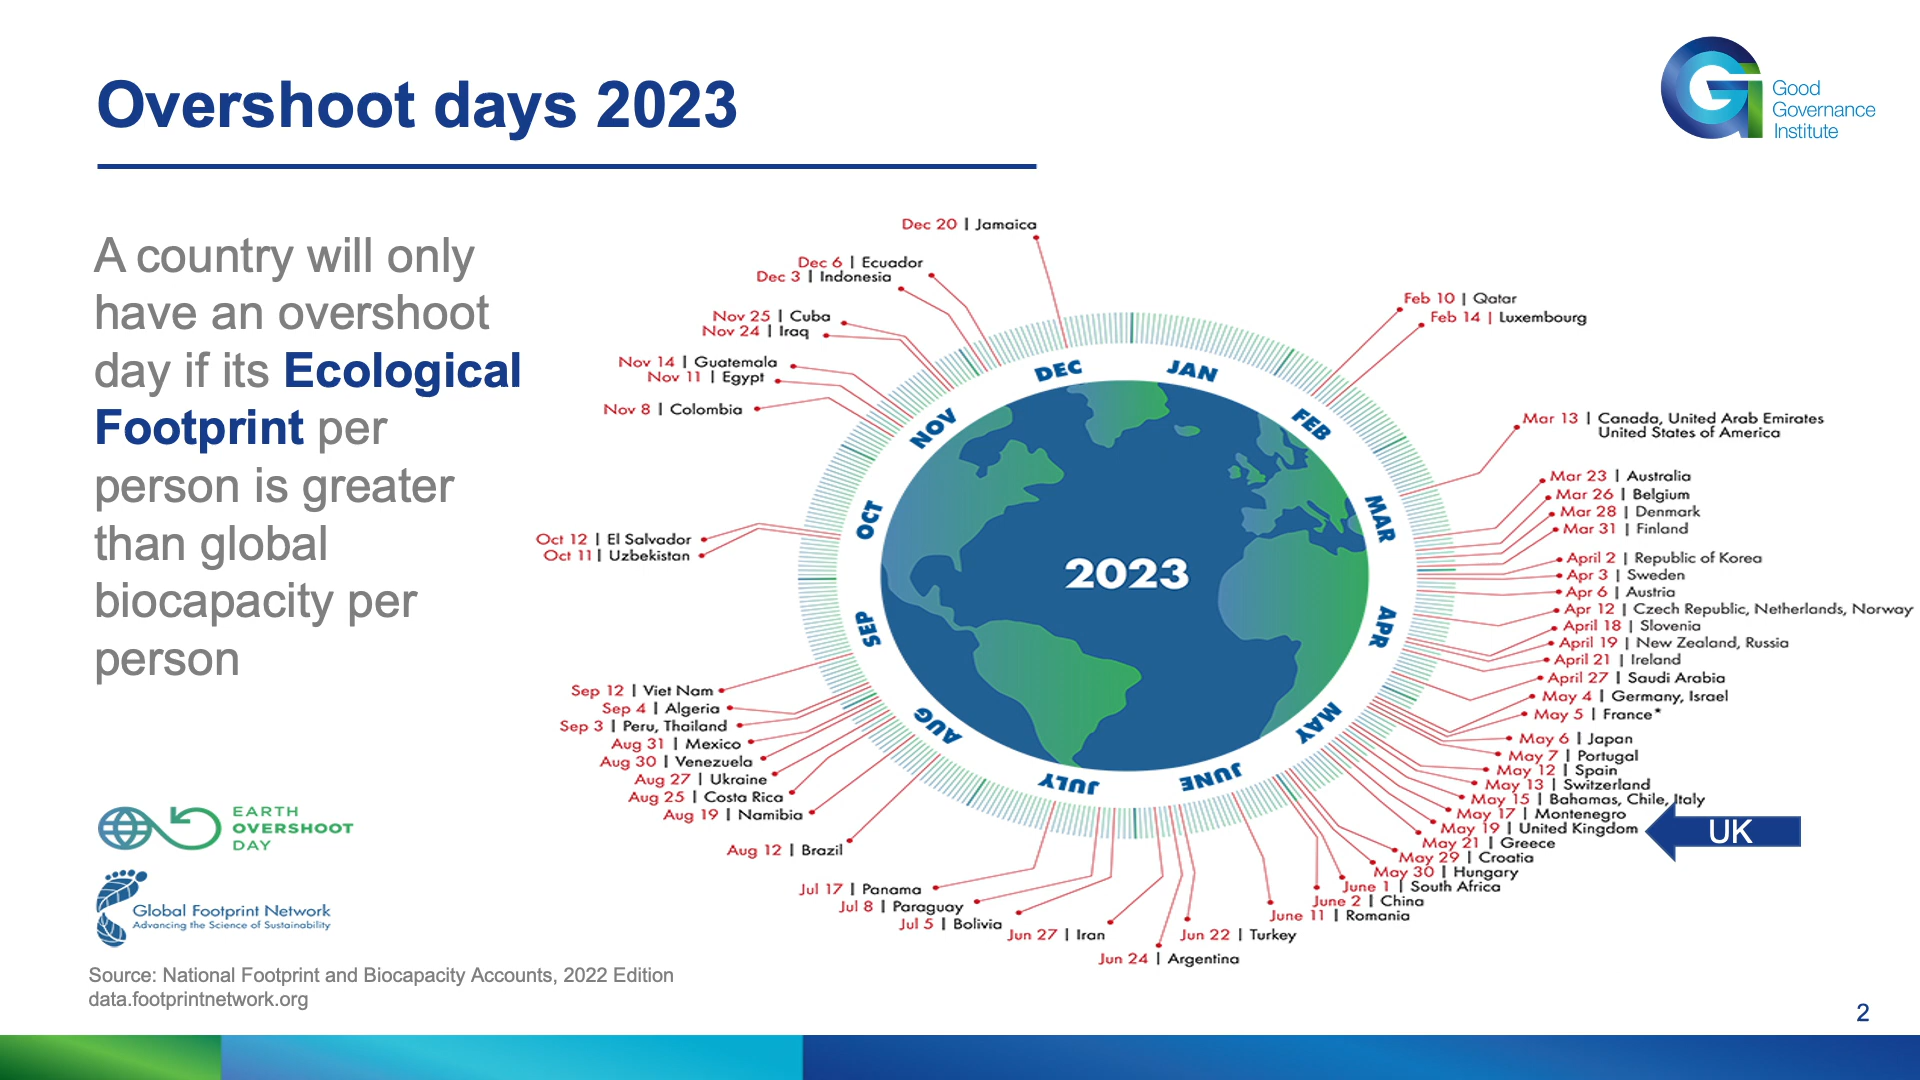 Overshoot days 2023
Good
Governance
Institute
A country will only
have an overshoot
day if its Ecological
Footprint per
person is greater
than global
biocapacity per
person
Dec 20 | Jamaica
Dec 6 | Ecuador
Dec 3 | Indonesia
Nov 25 | Cuba
Nov 24 | Iraq
Nov 14 | Guatemala
Nov 11 | Egypt
Nov 8 | Colombia
Oct 12 | El Salvador
Oct 11 | Uzbekistan
Sep 12 | Viet Nam
Sep 4 | Algeria
Sep 3 | Peru, Thailand
Aug 31 | Mexico
Aug 30 | Venezuela
Aug 27 | Ukraine
Aug 25 | Costa Rica
Aug 19 | Namibia
Aug 12 | Brazil
Jul 17 | Panama
Jul 8 | Paraguay
Jul 5 | Bolivia
Jun 27 | Iran
Jun 24 | Argentina
Jun 22 | Turkey
Feb 10 | Qatar
Feb 14 | Luxembourg
Mar 13 | Canada, United Arab Emirates
United States of America
Mar 23 | Australia
Mar 26 | Belgium
Mar 28 | Denmark
Mar 31 | Finland
April 2 | Republic of Korea
Apr 3 | Sweden
Apr 6 | Austria
Apr 12 | Czech Republic, Netherlands, Norway
April 18 | Slovenia
April 19 | New Zealand, Russia
April 21 | Ireland
April 27 | Saudi Arabia
May 4 | Germany, Israel
May 5 | France*
May 6 | Japan
May 7 | Portugal
May 12 | Spain
May 13 | Switzerland
May 15 | Bahamas, Chile, Italy
May 17 | Montenegro
May 19 | United Kingdom
May 21 | Greece
May 29 | Croatia
May 30 | Hungary
June 1 | South Africa
June 2 | China
June 11 | Romania
UK
JAN
FEB
MAR
APR
MAY
JUNE
JULY
AUG
SEP
OCT
NOV
DEC
2023
EARTH
OVERSHOOT
DAY
Global Footprint Network
Advancing the Science of Sustainability
Source: National Footprint and Biocapacity Accounts, 2022 Edition
data.footprintnetwork.org
2